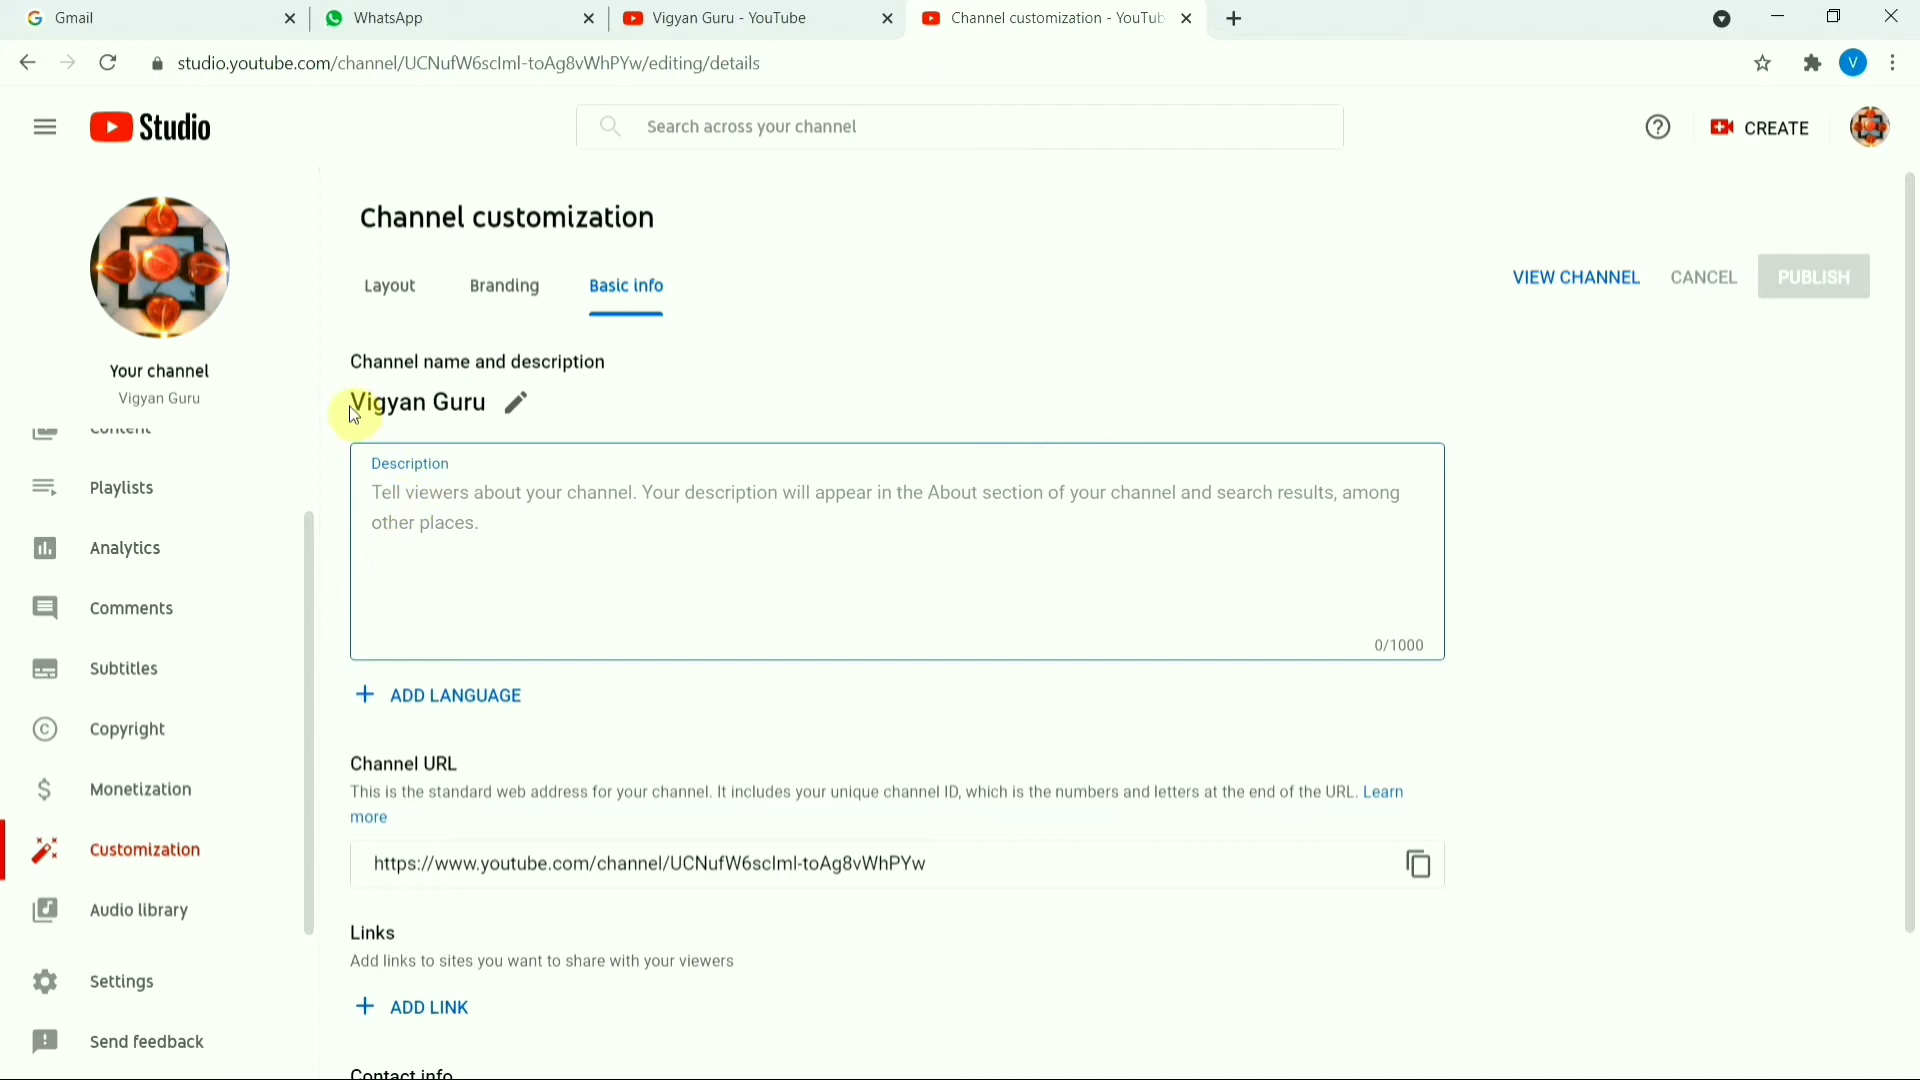 Gmail
WhatsApp
Vigyan Guru - YouTube
Channel customization - YouTub
studio.youtube.com/channel/UCNufW6sclml-toAg8vWhPYw/editing/details
V
Studio
Search across your channel
CREATE
Channel customization
Layout
Branding
Basic info
VIEW CHANNEL
CANCEL
PUBLISH
Your channel
Vigyan Guru
Content
Playlists
Analytics
Comments
Subtitles
Copyright
Monetization
Customization
Audio library
Settings
Send feedback
Channel name and description
Vigyan Guru
Description
Tell viewers about your channel. Your description will appear in the About section of your channel and search results, among
other places.
0/1000
ADD LANGUAGE
Channel URL
This is the standard web address for your channel. It includes your unique channel ID, which is the numbers and letters at the end of the URL. Learn
more
https://www.youtube.com/channel/UCNufW6sclml-toAg8vWhPYw
Links
Add links to sites you want to share with your viewers
ADD LINK
Contact info